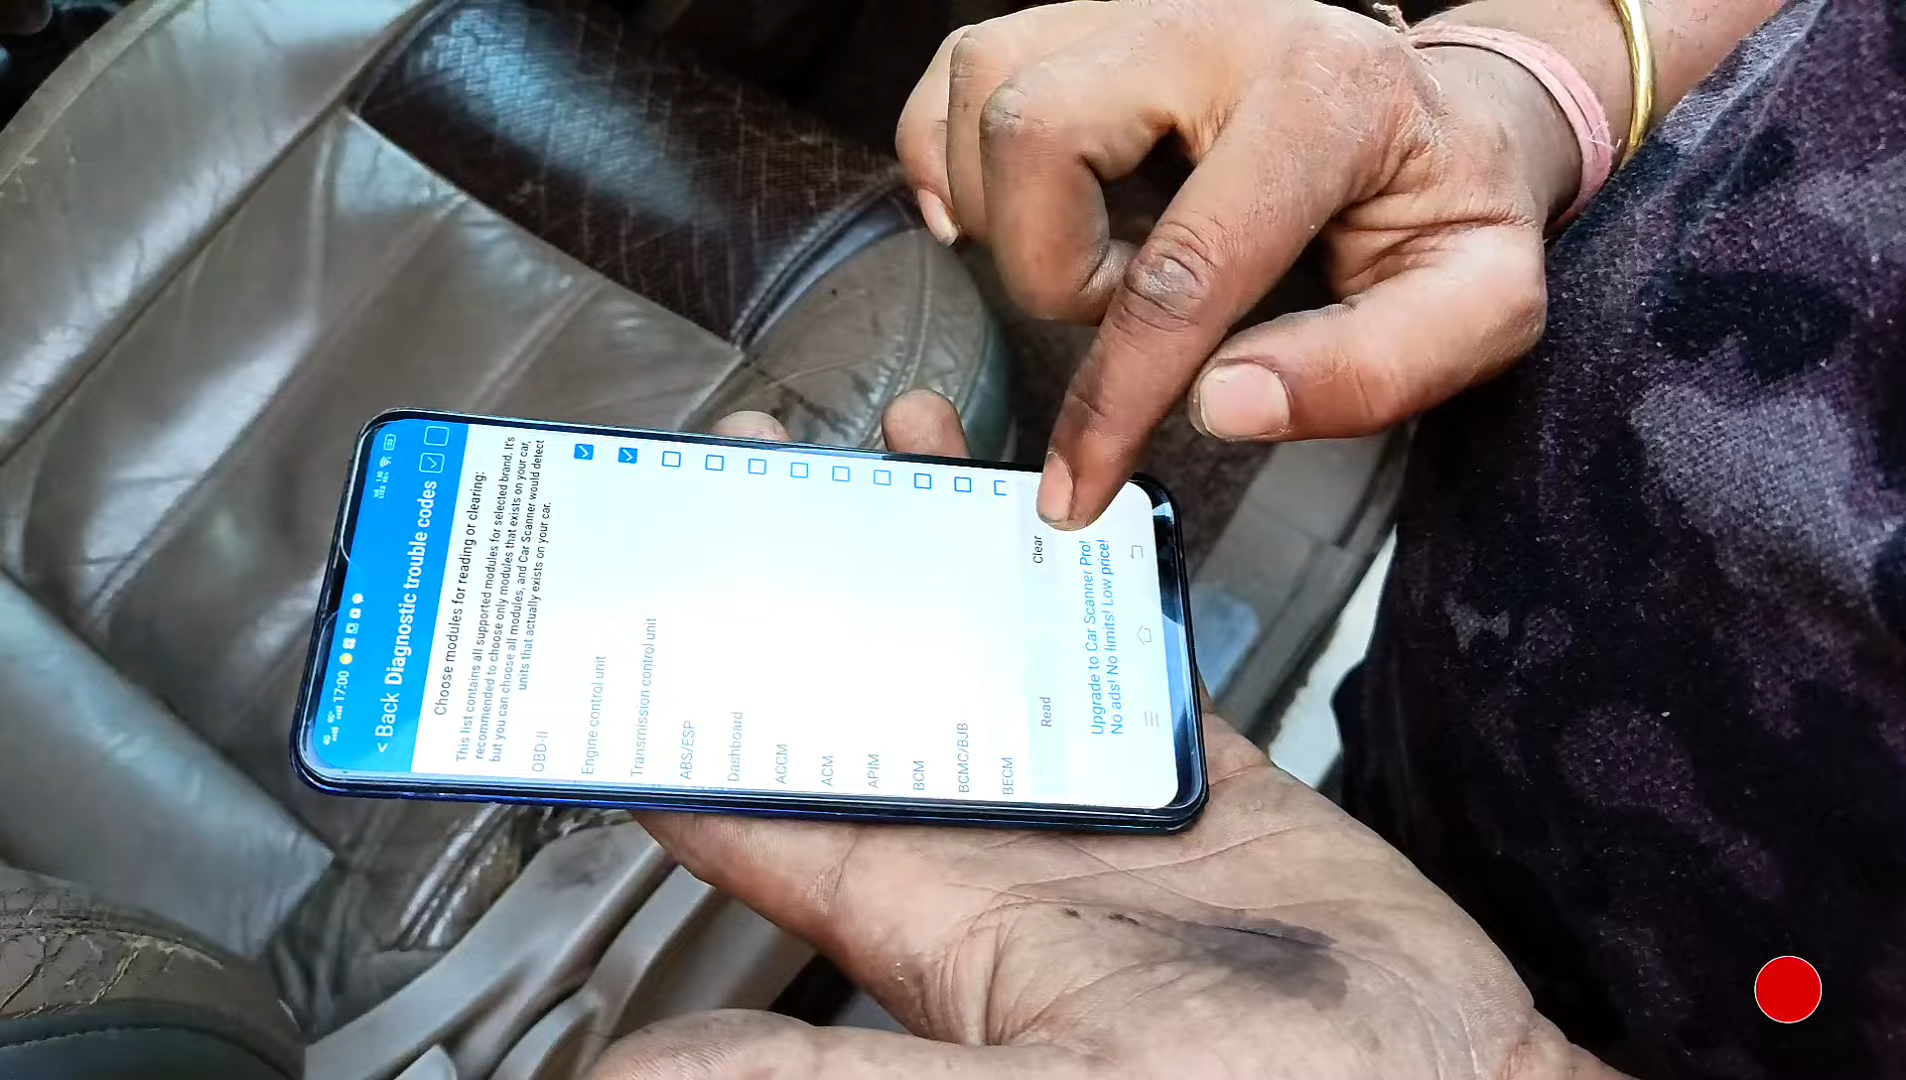 17:00
< Back Diagnostic trouble codes
Choose modules for reading or clearing:
This list contains all supported modules for selected brand. It's
recommended to choose only modules that exists on your car,
but you can choose all modules, and Car Scanner would detect
units that actually exists on your car.
OBD-II
Engine control unit
Transmission control unit
ABS/ESP
Dashboard
ACCM
ACM
APIM
BCM
BCMC/BJB
BECM
Read Clear
Upgrade to Car Scanner Pro!
No ads! No limits! Low price!